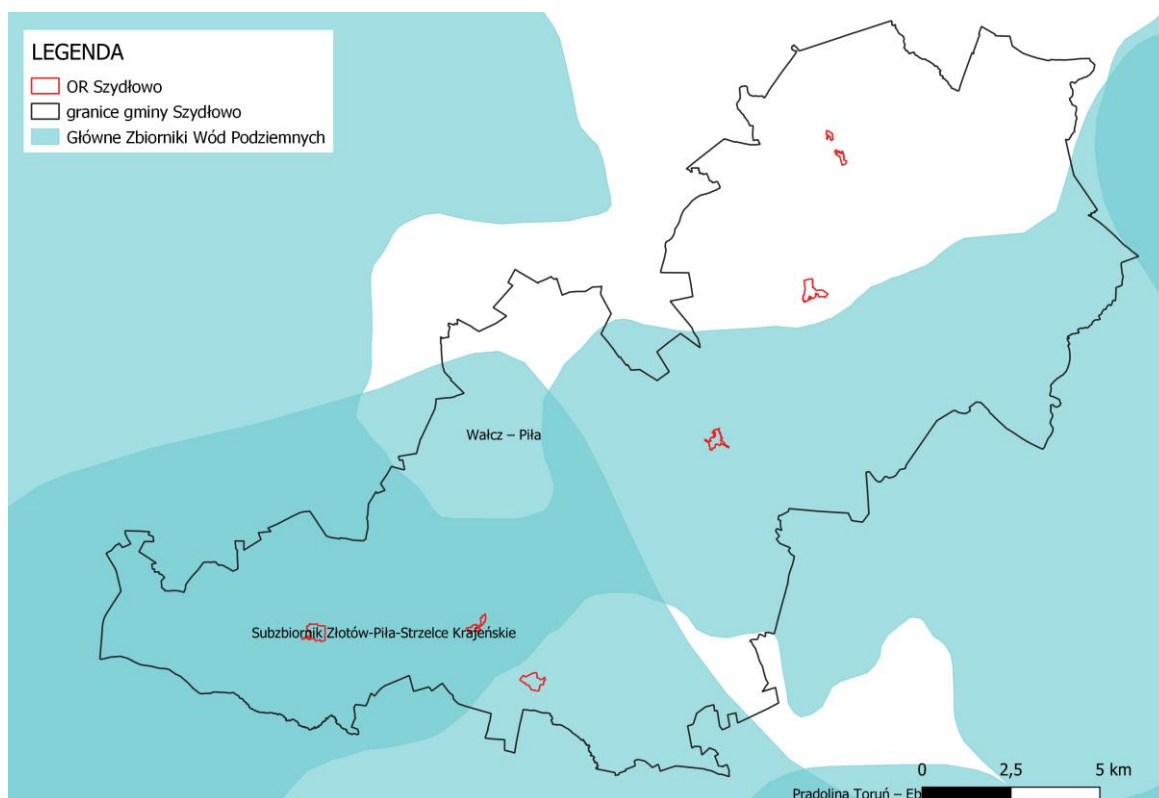 LEGENDA
OR Szydłowo
granice gminy Szydłowo
Główne Zbiorniki Wód Podziemnych
Wałcz – Piła
Subzbiornik Złotów-Piła-Strzelce Krajeńskie
0 2,5 5 km
Pradolina Toruń – Eb